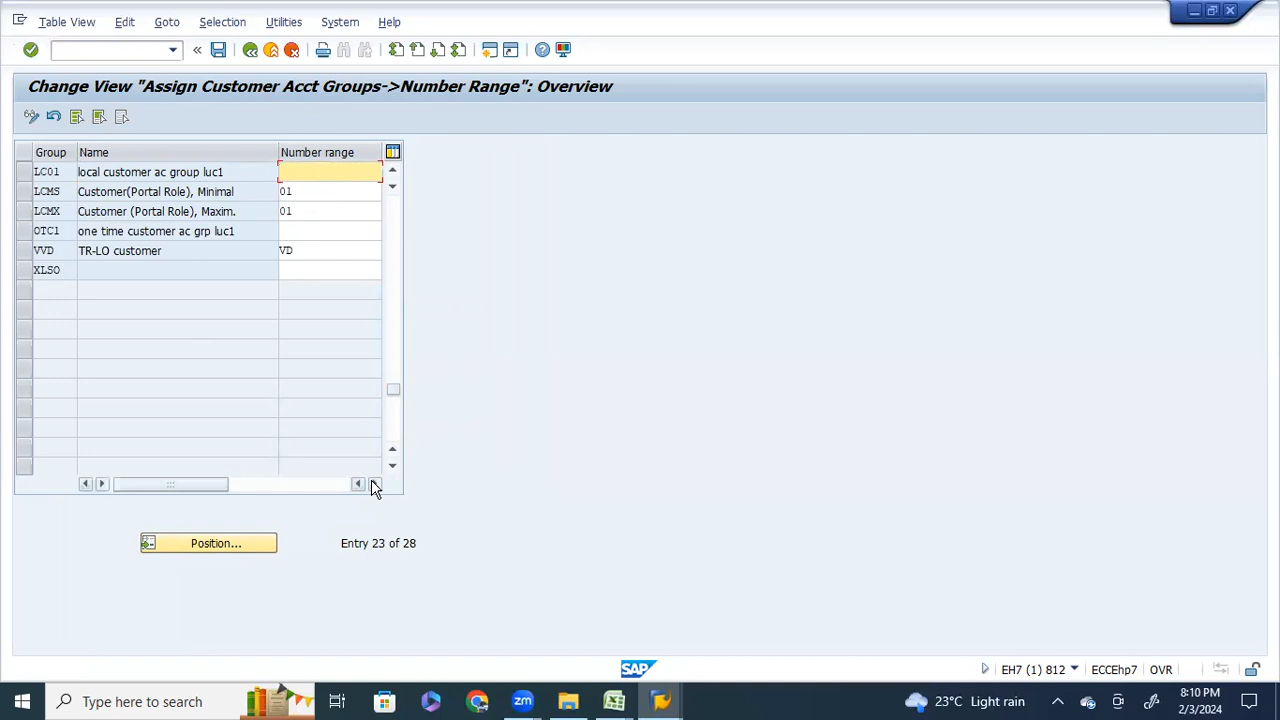 Table View Edit Goto Selection Utilities System Help
Change View "Assign Customer Acct Groups->Number Range": Overview
Group Name Number range
LC01 local customer ac group luc1
LCMS Customer(Portal Role), Minimal 01
LCMX Customer (Portal Role), Maxim. 01
OTC1 one time customer ac grp luc1
VVD TR-LO customer VD
XLSO
Position... Entry 23 of 28
SAP EH7 (1) 812 ECCEhp7 OVR
Type here to search zm 23°C Light rain 8:10 PM
2/3/2024